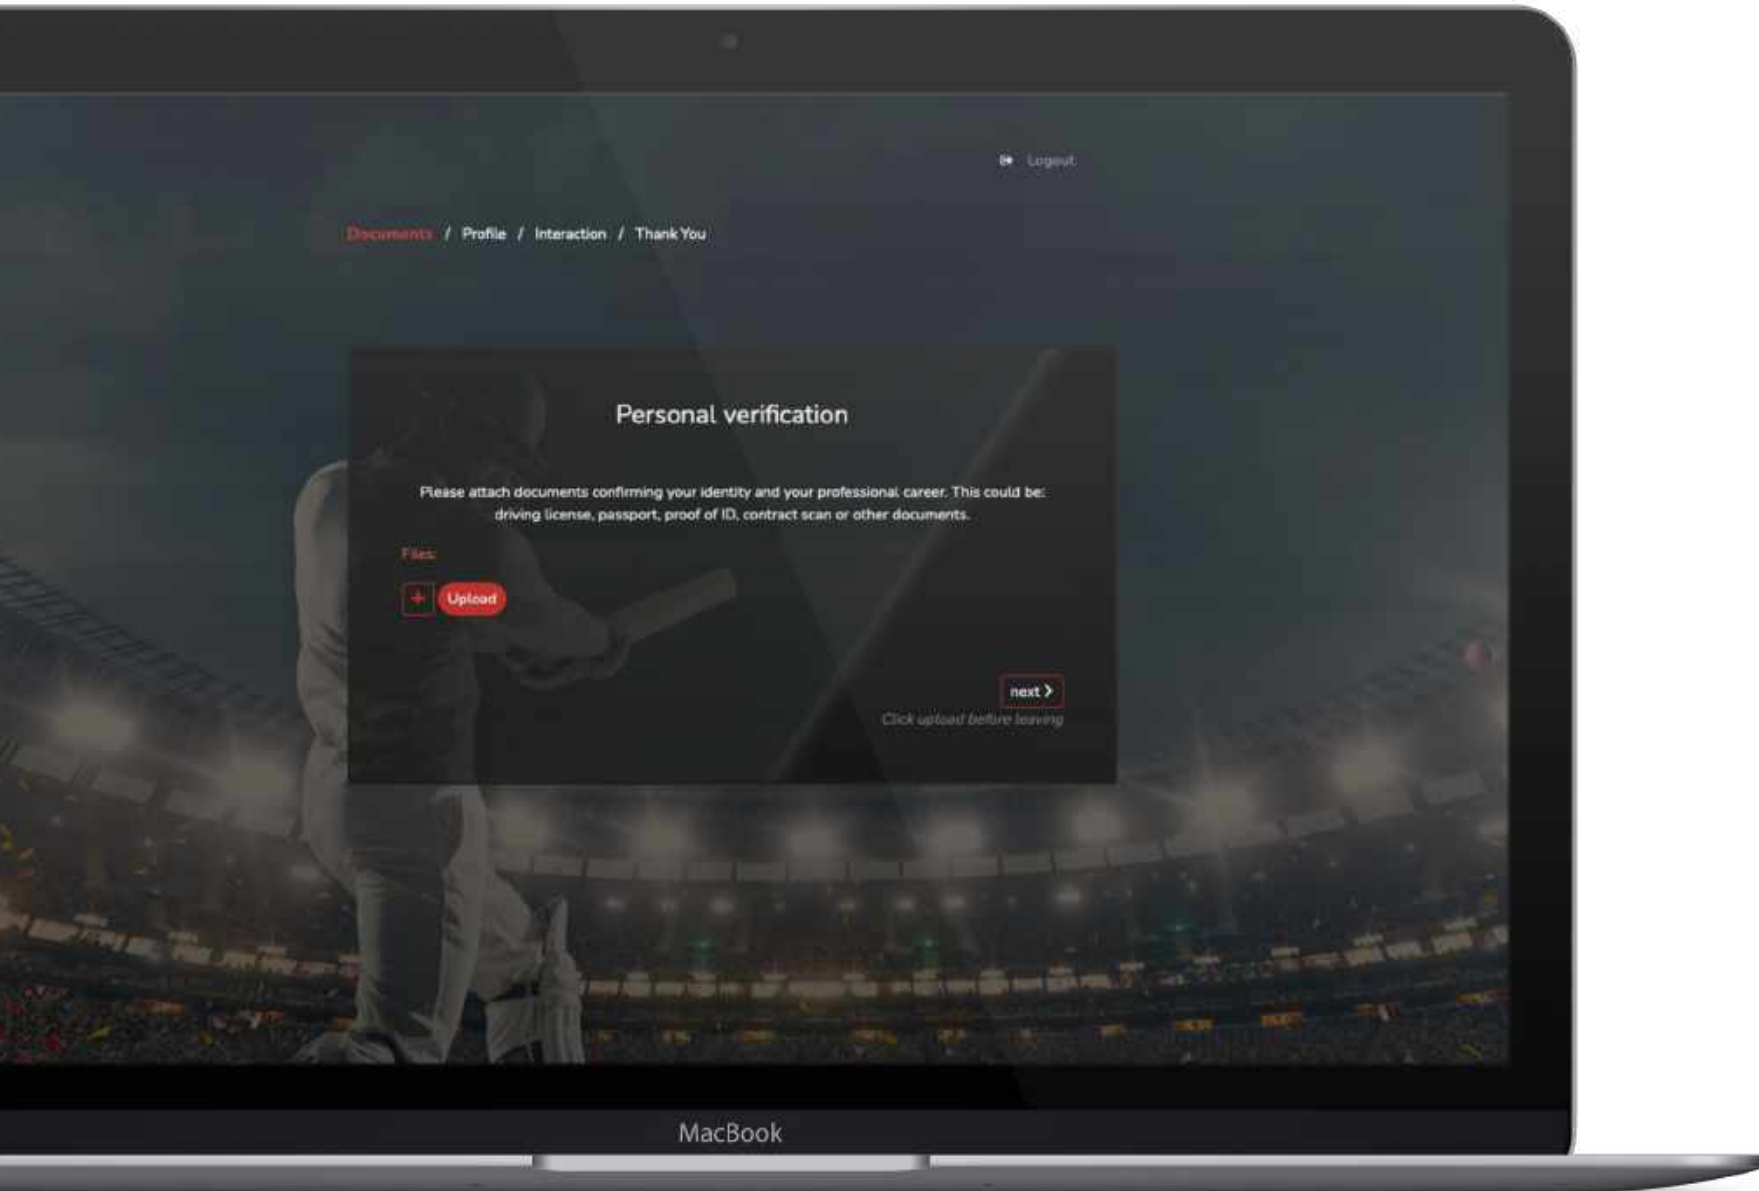 Logout
Documents / Profile / Interaction / Thank You
Personal verification
Please attach documents confirming your identity and your professional career. This could be:
driving license, passport, proof of ID, contract scan or other documents.
Files:
+ Upload
next >
Click upload before leaving
MacBook